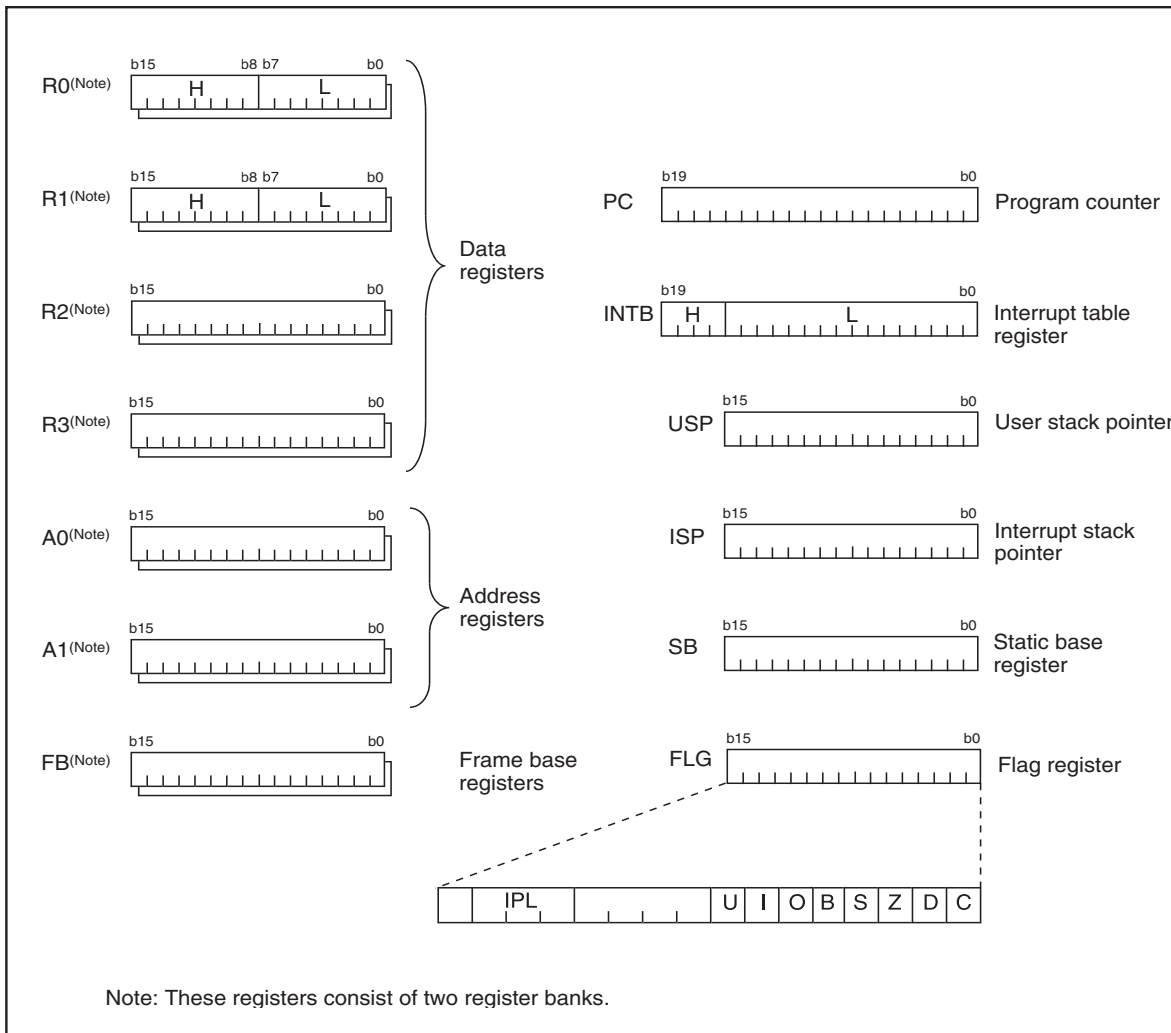 b15 b8 b7 b0
R0(Note) H L
b15 b8 b7 b0
R1(Note) H L
Data
registers
b15 b0
R2(Note)
b15 b0
R3(Note)
b15 b0
A0(Note)
Address
registers
b15 b0
A1(Note)
b15 b0
FB(Note)
Frame base
registers
b19 b0
PC Program counter
b19 b0
INTB H L Interrupt table
register
b15 b0
USP User stack pointer
b15 b0
ISP Interrupt stack
pointer
b15 b0
SB Static base
register
b15 b0
FLG Flag register
IPL U I O B S Z D C
Note: These registers consist of two register banks.